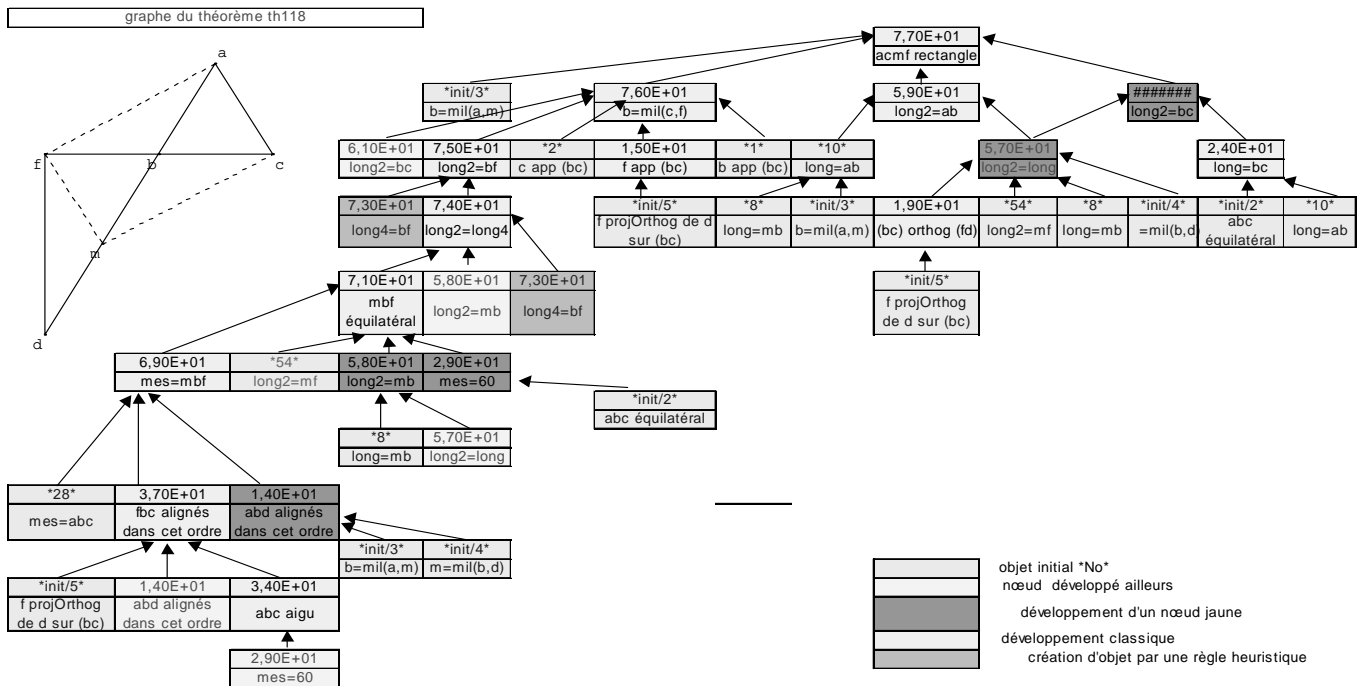 graphe du théorème th118
a
f
b
c
m
d
7,70E+01
acmf rectangle
*init/3*
b=mil(a,m)
7,60E+01
b=mil(c,f)
5,90E+01
long2=ab
#######
long2=bc
6,10E+01
long2=bc
7,50E+01
long2=bf
*2*
c app (bc)
1,50E+01
f app (bc)
*1*
b app (bc)
*10*
long=ab
5,70E+01
long2=long
2,40E+01
long=bc
7,30E+01
long4=bf
7,40E+01
long2=long4
*init/5*
f projOrthog de d
sur (bc)
*8*
long=mb
*init/3*
b=mil(a,m)
1,90E+01
(bc) orthog (fd)
*54*
long2=mf
*8*
long=mb
*init/4*
=mil(b,d)
*init/2*
abc
équilatéral
*10*
long=ab
7,10E+01
mbf
équilatéral
5,80E+01
long2=mb
7,30E+01
long4=bf
*init/5*
f projOrthog
de d sur (bc)
6,90E+01
mes=mbf
*54*
long2=mf
5,80E+01
long2=mb
2,90E+01
mes=60
*init/2*
abc équilatéral
*8*
long=mb
5,70E+01
long2=long
*28*
mes=abc
3,70E+01
fbc alignés
dans cet ordre
1,40E+01
abd alignés
dans cet ordre
*init/3*
b=mil(a,m)
*init/4*
m=mil(b,d)
*init/5*
f projOrthog
de d sur (bc)
1,40E+01
abd alignés
dans cet ordre
3,40E+01
abc aigu
2,90E+01
mes=60
objet initial *No*
nœud développé ailleurs
développement d'un nœud jaune
développement classique
création d'objet par une règle heuristique